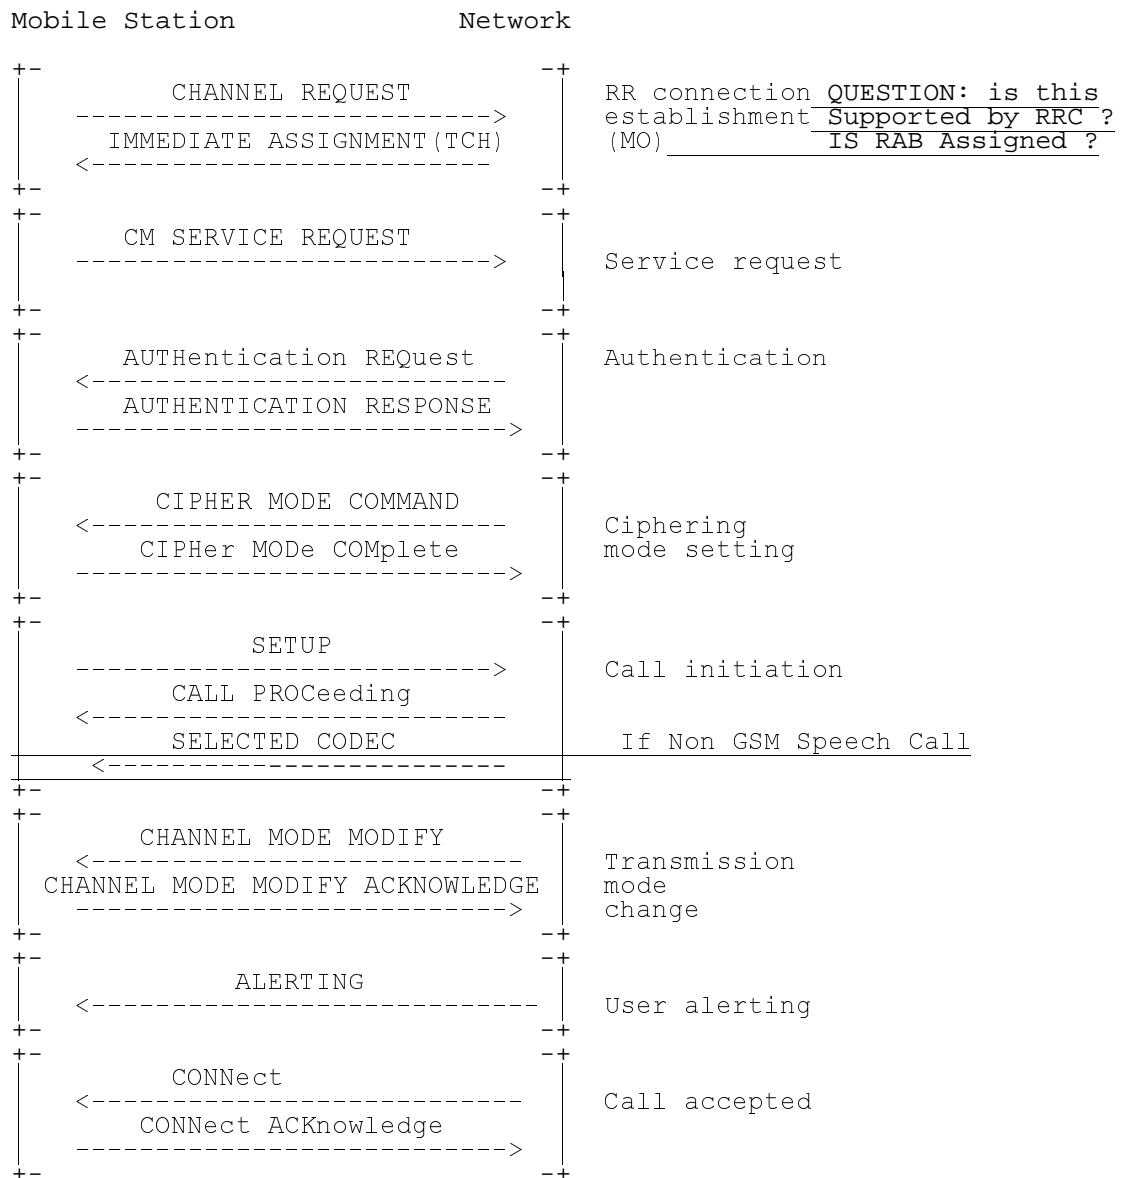 Mobile Station Network
+- -+
CHANNEL REQUEST RR connection QUESTION: is this
--------------------------> establishment Supported by RRC ?
IMMEDIATE ASSIGNMENT(TCH) (MO) IS RAB Assigned ?
<-------------------------
+- -+
+- -+
CM SERVICE REQUEST
--------------------------> Service request
+- -+
+- -+
AUTHentication REQuest Authentication
<--------------------------
AUTHENTICATION RESPONSE
--------------------------->
+- -+
+- -+
CIPHER MODE COMMAND
<-------------------------- Ciphering
CIPHer MODe COMplete mode setting
--------------------------->
+- -+
+- -+
SETUP
--------------------------> Call initiation
CALL PROCeeding
<--------------------------
SELECTED CODEC If Non GSM Speech Call
<-------------------------
+- -+
+- -+
CHANNEL MODE MODIFY
<--------------------------- Transmission
CHANNEL MODE MODIFY ACKNOWLEDGE mode
---------------------------> change
+- -+
+- -+
ALERTING
<---------------------------- User alerting
+- -+
+- -+
CONNect
<--------------------------- Call accepted
CONNect ACKnowledge
--------------------------->
+- -+